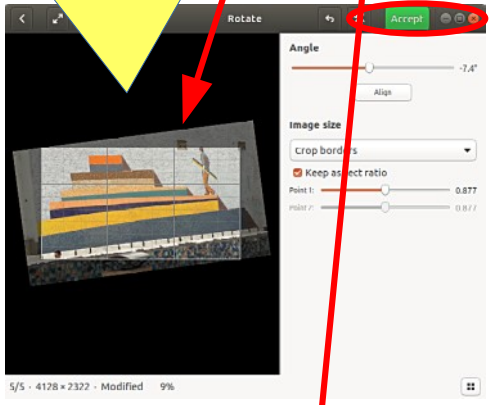 Rotate
Accept
Angle
-7.4°
Align
Image size
Crop borders
Keep aspect ratio
Point 1:
0.877
Point 2:
0.877
5/5 · 4128 × 2322 · Modified 9%